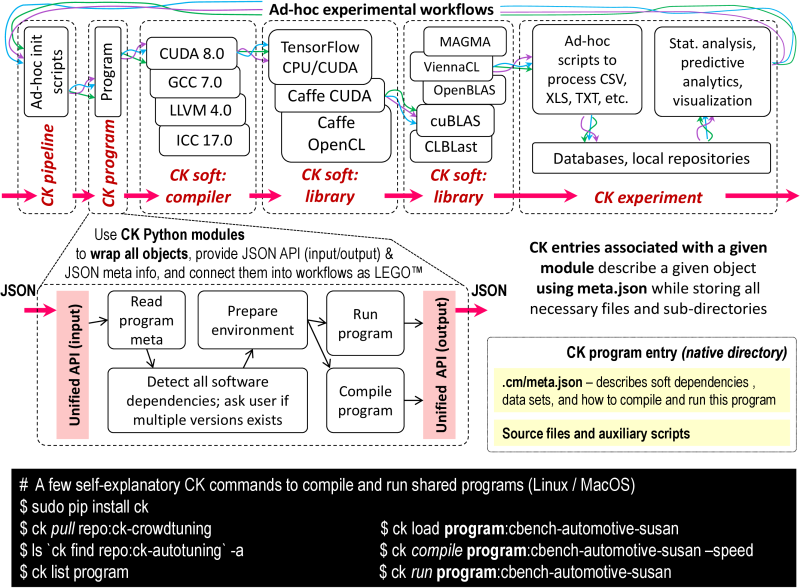 Ad-hoc experimental workflows
Ad-hoc init
scripts
Program
CUDA 8.0
GCC 7.0
LLVM 4.0
ICC 17.0
TensorFlow
CPU/CUDA
Caffe CUDA
Caffe
OpenCL
MAGMA
ViennaCL
OpenBLAS
cuBLAS
CLBLast
Ad-hoc
scripts to
process CSV,
XLS, TXT, etc.
Stat. analysis,
predictive
analytics,
visualization
Databases, local repositories
CK pipeline
CK program
CK soft:
compiler
CK soft:
library
CK soft:
library
CK experiment
Use CK Python modules
to wrap all objects, provide JSON API (input/output) &
JSON meta info, and connect them into workflows as LEGO™
JSON
Unified API (input)
Read
program
meta
Prepare
environment
Run
program
Detect all software
dependencies; ask user if
multiple versions exists
Compile
program
Unified API (output)
JSON
CK entries associated with a given
module describe a given object
using meta.json while storing all
necessary files and sub-directories
CK program entry (native directory)
.cm/meta.json – describes soft dependencies ,
data sets, and how to compile and run this program
Source files and auxiliary scripts
# A few self-explanatory CK commands to compile and run shared programs (Linux / MacOS)
$ sudo pip install ck
$ ck pull repo:ck-crowdtuning
$ ls `ck find repo:ck-autotuning` -a
$ ck list program
$ ck load program:cbench-automotive-susan
$ ck compile program:cbench-automotive-susan –speed
$ ck run program:cbench-automotive-susan